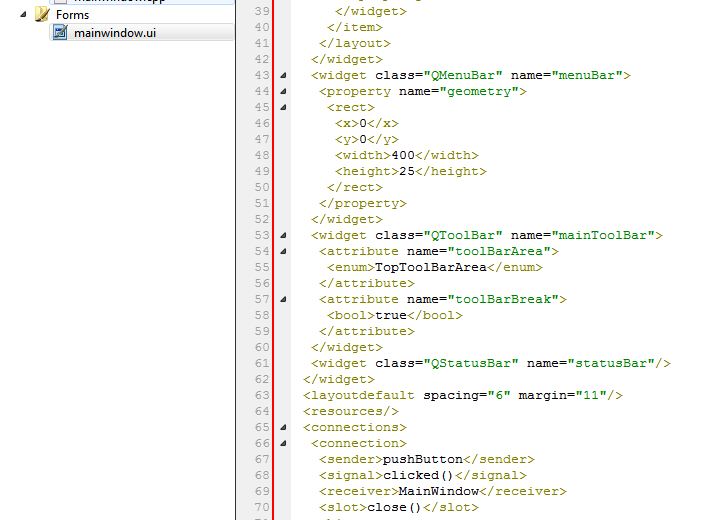 mainwindow.cpp
Forms
mainwindow.ui
39 </widget>
40 </item>
41 </layout>
42 </widget>
43 <widget class="QMenuBar" name="menuBar">
44 <property name="geometry">
45 <rect>
46 <x>0</x>
47 <y>0</y>
48 <width>400</width>
49 <height>25</height>
50 </rect>
51 </property>
52 </widget>
53 <widget class="QToolBar" name="mainToolBar">
54 <attribute name="toolBarArea">
55 <enum>TopToolBarArea</enum>
56 </attribute>
57 <attribute name="toolBarBreak">
58 <bool>true</bool>
59 </attribute>
60 </widget>
61 <widget class="QStatusBar" name="statusBar"/>
62 </widget>
63 <layoutdefault spacing="6" margin="11"/>
64 <resources/>
65 <connections>
66 <connection>
67 <sender>pushButton</sender>
68 <signal>clicked()</signal>
69 <receiver>MainWindow</receiver>
70 <slot>close()</slot>